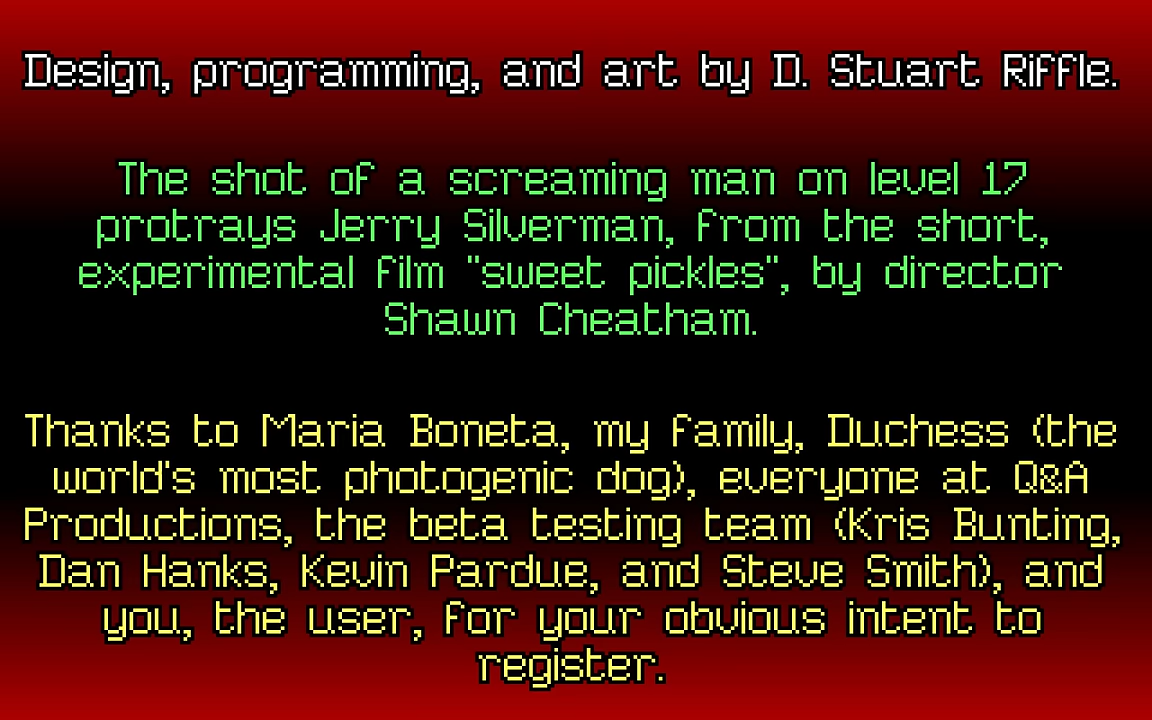 Design, programming, and art by D. Stuart Riffle.
The shot of a screaming man on level 17
protrays Jerry Silverman, from the short,
experimental film "sweet pickles", by director
Shawn Cheatham.
Thanks to Maria Boneta, my family, Duchess (the
world's most photogenic dog), everyone at Q&A
Productions, the beta testing team (Kris Bunting,
Dan Hanks, Kevin Pardue, and Steve Smith), and
you, the user, for your obvious intent to
register.